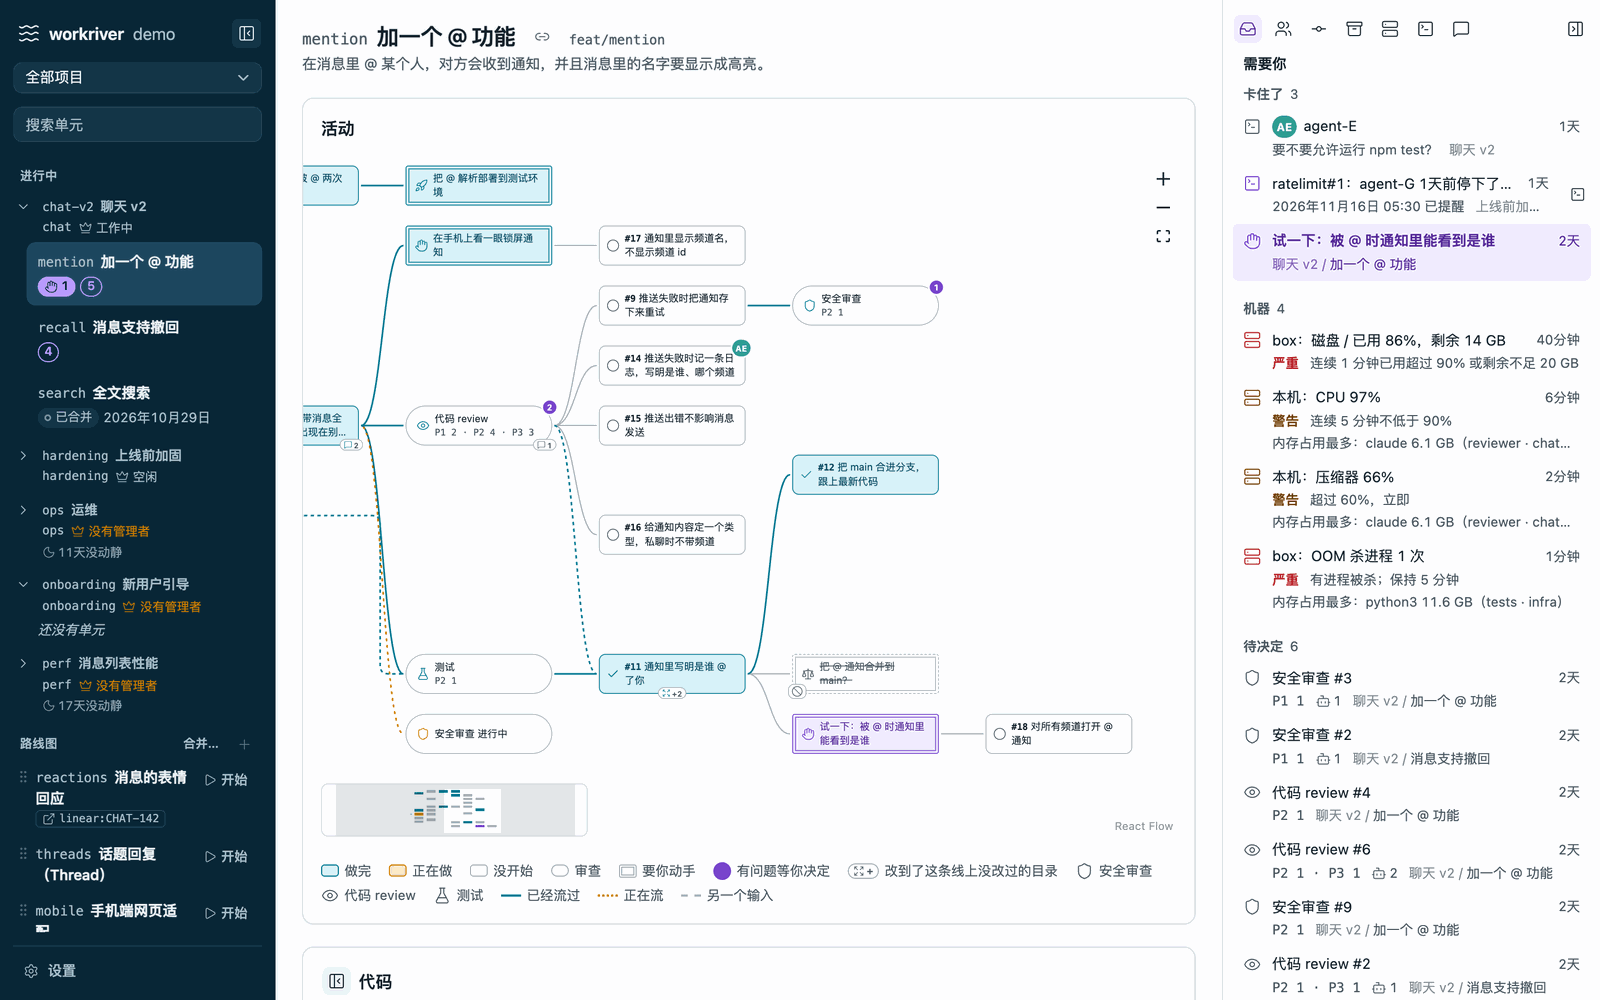 workriver demo
全部项目
搜索单元
进行中
chat-v2 聊天 v2
chat 工作中
mention 加一个 @ 功能
1 5
recall 消息支持撤回
4
search 全文搜索
已合并 2026年10月29日
hardening 上线前加固
hardening 空闲
ops 运维
ops 没有管理者
11天没动静
onboarding 新用户引导
onboarding 没有管理者
还没有单元
perf 消息列表性能
perf 没有管理者
17天没动静
路线图 合并... +
reactions 消息的表情回应 开始
linear:CHAT-142
threads 话题回复(Thread) 开始
mobile 手机端网页适 开始
设置
mention 加一个 @ 功能 feat/mention
在消息里 @ 某个人，对方会收到通知，并且消息里的名字要显示成高亮。
活动
@ 两次
把 @ 解析部署到测试环境
在手机上看一眼锁屏通知
#17 通知里显示频道名，不显示频道 id
#9 推送失败时把通知存下来重试
安全审查
P2 1
1
#14 推送失败时记一条日志，写明是谁、哪个频道
AE
带消息全
出现在别...
2
代码 review
P1 2 · P2 4 · P3 3
2
1
#15 推送出错不影响消息发送
#12 把 main 合进分支，跟上最新代码
#16 给通知内容定一个类型，私聊时不带频道
测试
P2 1
#11 通知里写明是谁 @ 了你
+2
把 @ 通知合并到 main?
安全审查 进行中
试一下：被 @ 时通知里能看到是谁
#18 对所有频道打开 @ 通知
React Flow
做完 正在做 没开始 审查 要你动手 有问题等你决定 改到了这条线上没改过的目录 安全审查
代码 review 测试 已经流过 正在流 另一个输入
代码
需要你
卡住了 3
AE agent-E 1天
要不要允许运行 npm test? 聊天 v2
ratelimit#1：agent-G 1天前停下了... 1天
2026年11月16日 05:30 已提醒 上线前加...
试一下：被 @ 时通知里能看到是谁 2天
聊天 v2 / 加一个 @ 功能
机器 4
box：磁盘 / 已用 86%，剩余 14 GB 40分钟
严重 连续 1 分钟已用超过 90% 或剩余不足 20 GB
本机：CPU 97% 6分钟
警告 连续 5 分钟不低于 90%
内存占用最多：claude 6.1 GB（reviewer · chat...
本机：压缩器 66% 2分钟
警告 超过 60%，立即
内存占用最多：claude 6.1 GB（reviewer · chat...
box：OOM 杀进程 1 次 1分钟
严重 有进程被杀；保持 5 分钟
内存占用最多：python3 11.6 GB（tests · infra）
待决定 6
安全审查 #3 2天
P1 1 1 聊天 v2 / 加一个 @ 功能
安全审查 #2 2天
P1 1 1 聊天 v2 / 消息支持撤回
代码 review #4 2天
P2 1 聊天 v2 / 加一个 @ 功能
代码 review #6 2天
P2 1 · P3 1 2 聊天 v2 / 加一个 @ 功能
安全审查 #9 2天
P2 1 聊天 v2 / 加一个 @ 功能
代码 review #2 2天
P2 1 · P3 1 1 聊天 v2 / 消息支持撤回